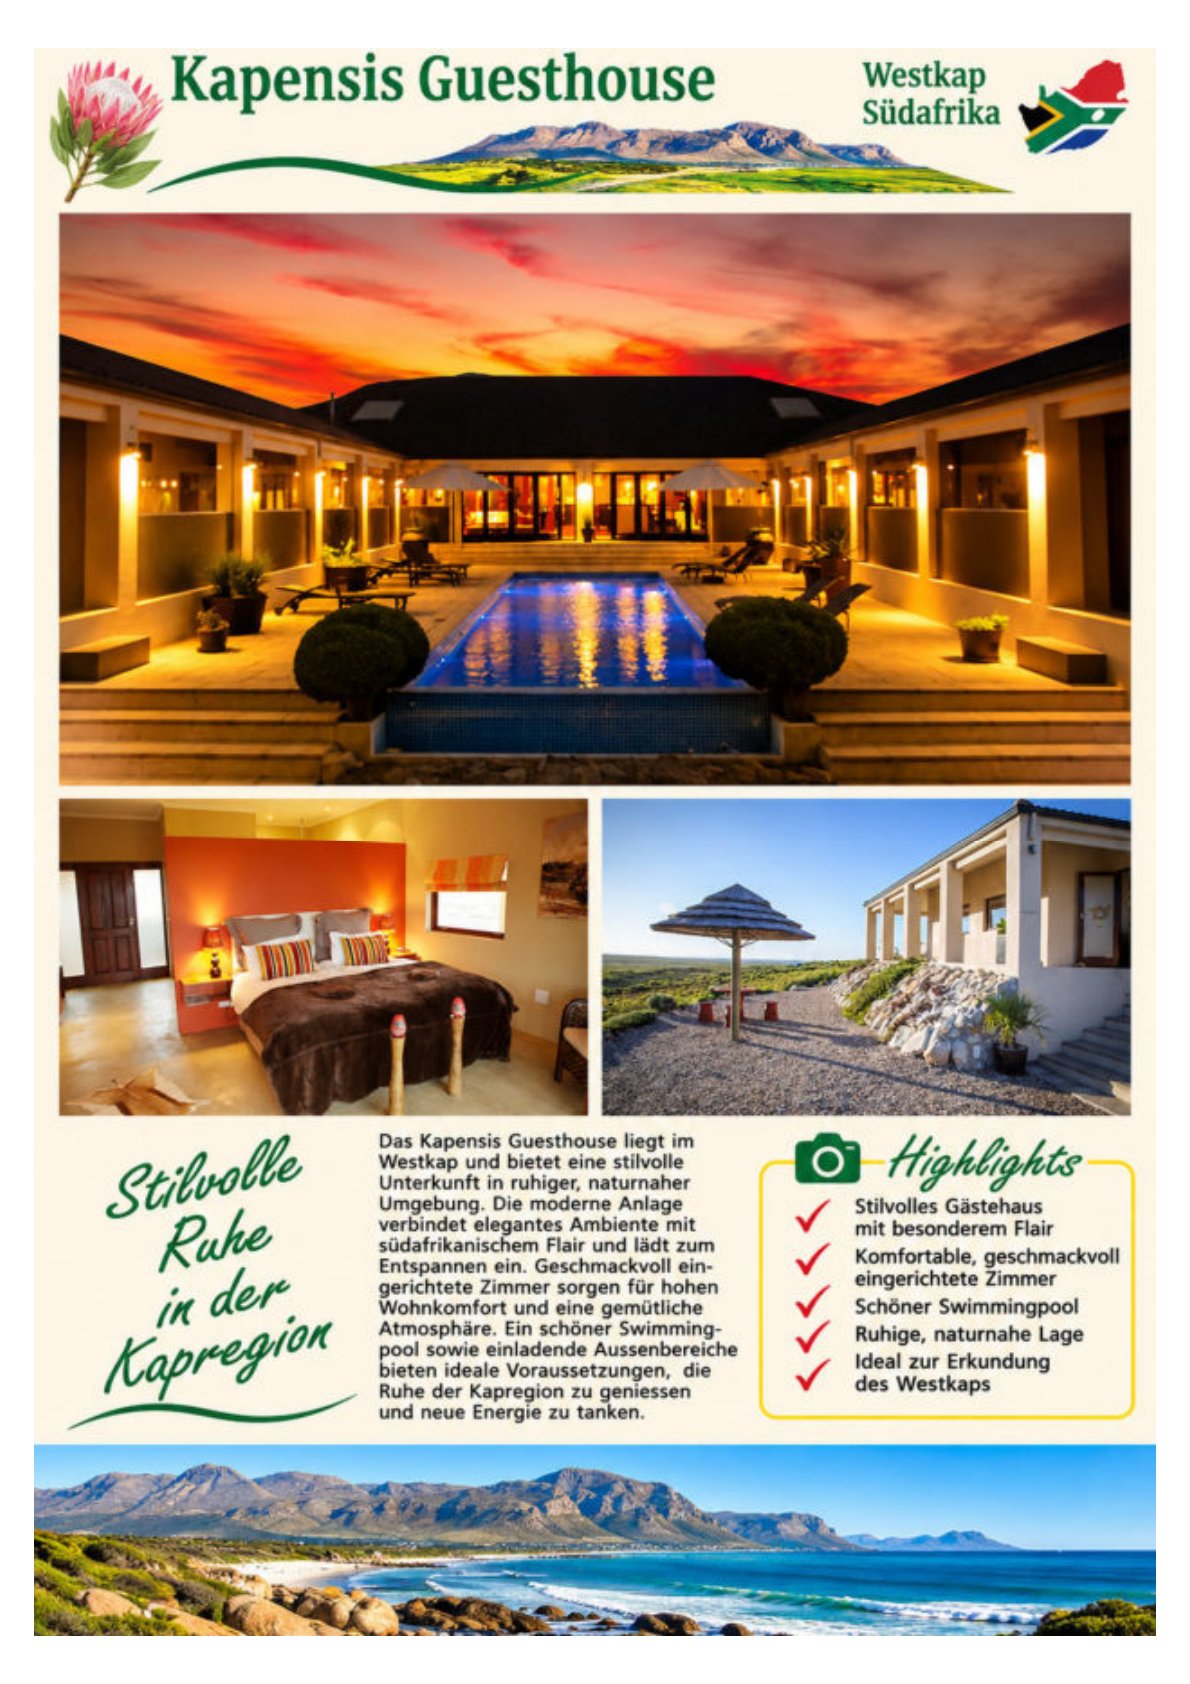 Kapensis Guesthouse
Westkap
Südafrika
Stilvolle
Ruhe
in der
Kapregion
Das Kapensis Guesthouse liegt im
Westkap und bietet eine stilvolle
Unterkunft in ruhiger, naturnaher
Umgebung. Die moderne Anlage
verbindet elegantes Ambiente mit
südafrikanischem Flair und lädt zum
Entspannen ein. Geschmackvoll ein-
gerichtete Zimmer sorgen für hohen
Wohnkomfort und eine gemütliche
Atmosphäre. Ein schöner Swimming-
pool sowie einladende Aussenbereiche
bieten ideale Voraussetzungen, die
Ruhe der Kapregion zu geniessen
und neue Energie zu tanken.
Highlights
Stilvolles Gästehaus
mit besonderem Flair
Komfortable, geschmackvoll
eingerichtete Zimmer
Schöner Swimmingpool
Ruhige, naturnahe Lage
Ideal zur Erkundung
des Westkaps